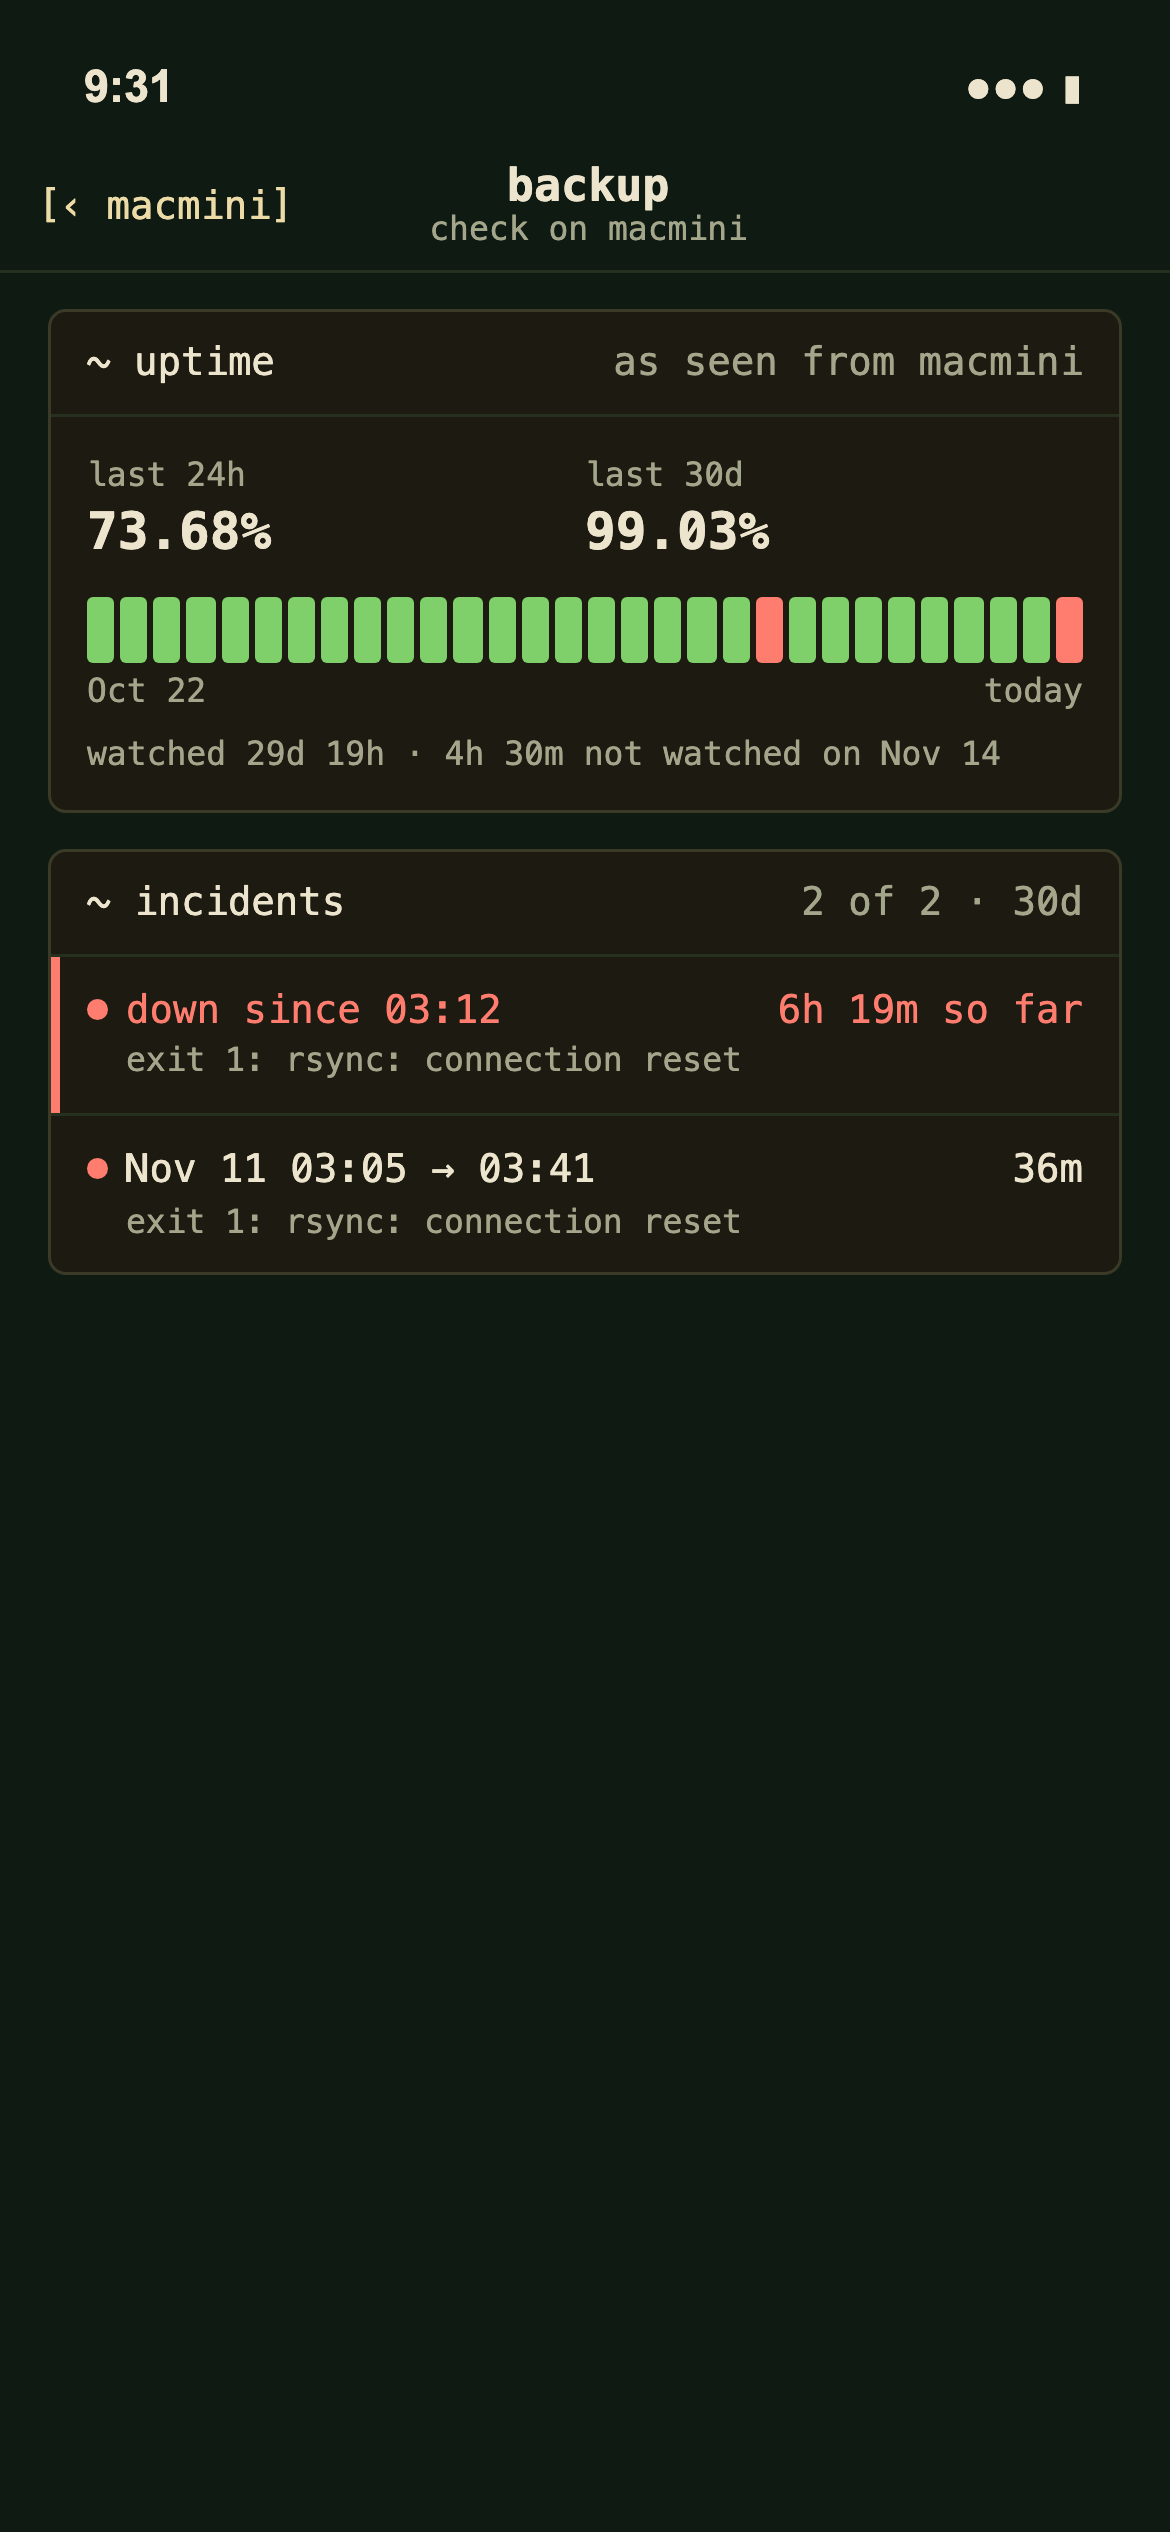 9:31
[‹ macmini]
backup
check on macmini
~ uptime as seen from macmini
last 24h last 30d
73.68% 99.03%
Oct 22 today
watched 29d 19h · 4h 30m not watched on Nov 14
~ incidents 2 of 2 · 30d
down since 03:12 6h 19m so far
exit 1: rsync: connection reset
Nov 11 03:05 → 03:41 36m
exit 1: rsync: connection reset